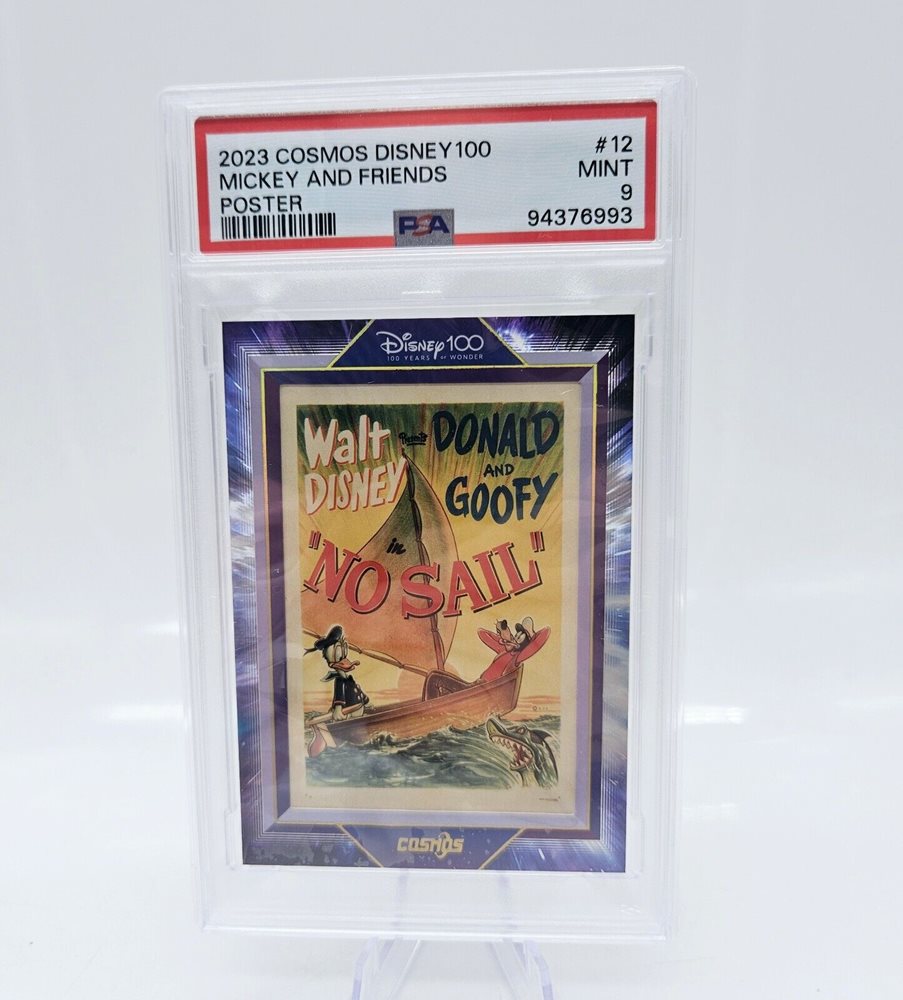 2023 COSMOS DISNEY100 #12
MICKEY AND FRIENDS MINT
POSTER 9
PSA 94376993
Disney100
100 YEARS of WONDER
Walt Presents DONALD
DISNEY AND
GOOFY
in
"NO SAIL"
COSMOS